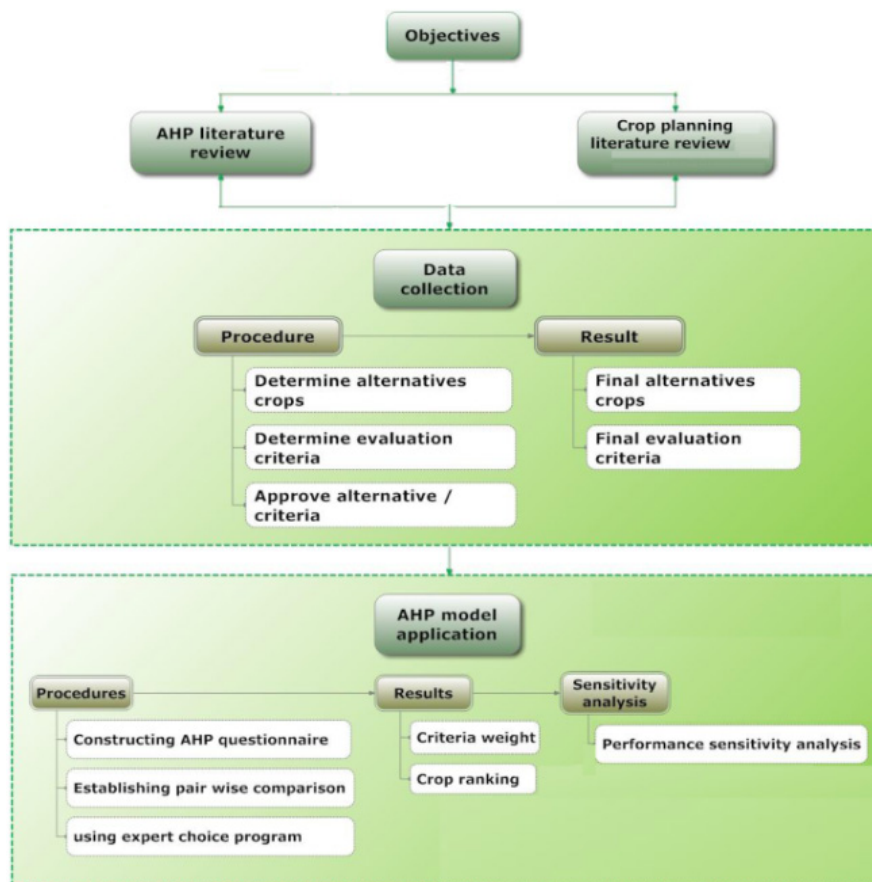 Objectives
AHP literature
review
Crop planning
literature review
Data
collection
Procedure
Result
Determine alternatives
crops
Final alternatives
crops
Determine evaluation
criteria
Final evaluation
criteria
Approve alternative /
criteria
AHP model
application
Procedures
Results
Sensitivity
analysis
Constructing AHP questionnaire
Criteria weight
Performance sensitivity analysis
Establishing pair wise comparison
Crop ranking
using expert choice program